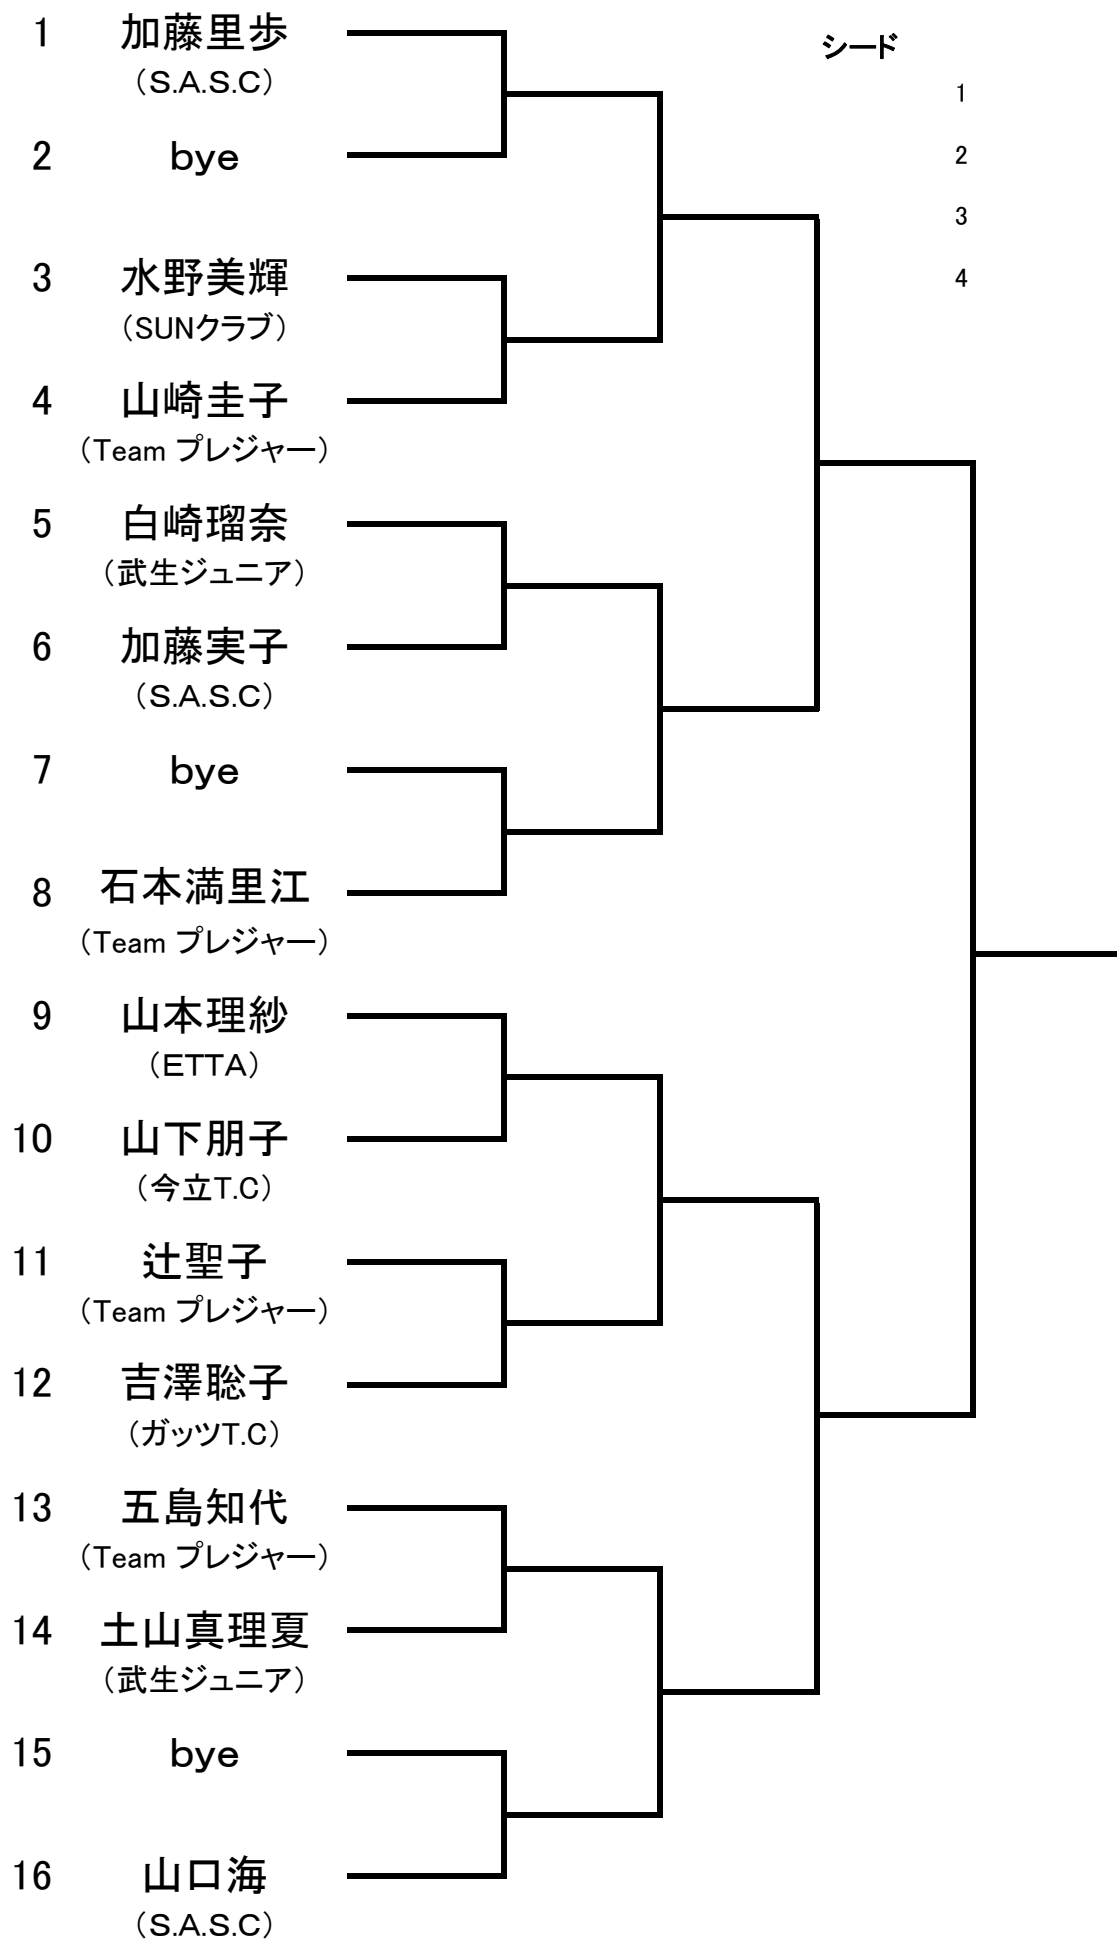 1 加藤里歩
（S.A.S.C）
2 bye
3 水野美輝
（SUNクラブ）
4 山崎圭子
（Team プレジャー）
5 白崎瑠奈
（武生ジュニア）
6 加藤実子
（S.A.S.C）
7 bye
8 石本満里江
（Team プレジャー）
9 山本理紗
（ETTA）
10 山下朋子
（今立T.C）
11 辻聖子
（Team プレジャー）
12 吉澤聡子
（ガッツT.C）
13 五島知代
（Team プレジャー）
14 土山真理夏
（武生ジュニア）
15 bye
16 山口海
（S.A.S.C）
シード
1
2
3
4